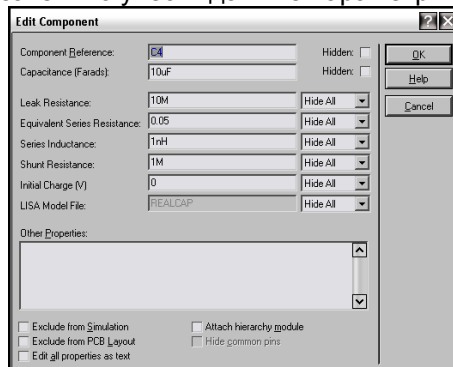 Edit Component
Component Reference: C4 Hidden:
Capacitance (Farads): 10uF Hidden:
Leak Resistance: 10M Hide All
Equivalent Series Resistance: 0.05 Hide All
Series Inductance: 1nH Hide All
Shunt Resistance: 1M Hide All
Initial Charge (V) 0 Hide All
LISA Model File: REALCAP Hide All
Other Properties:
Exclude from Simulation Attach hierarchy module
Exclude from PCB Layout Hide common pins
Edit all properties as text
OK
Help
Cancel